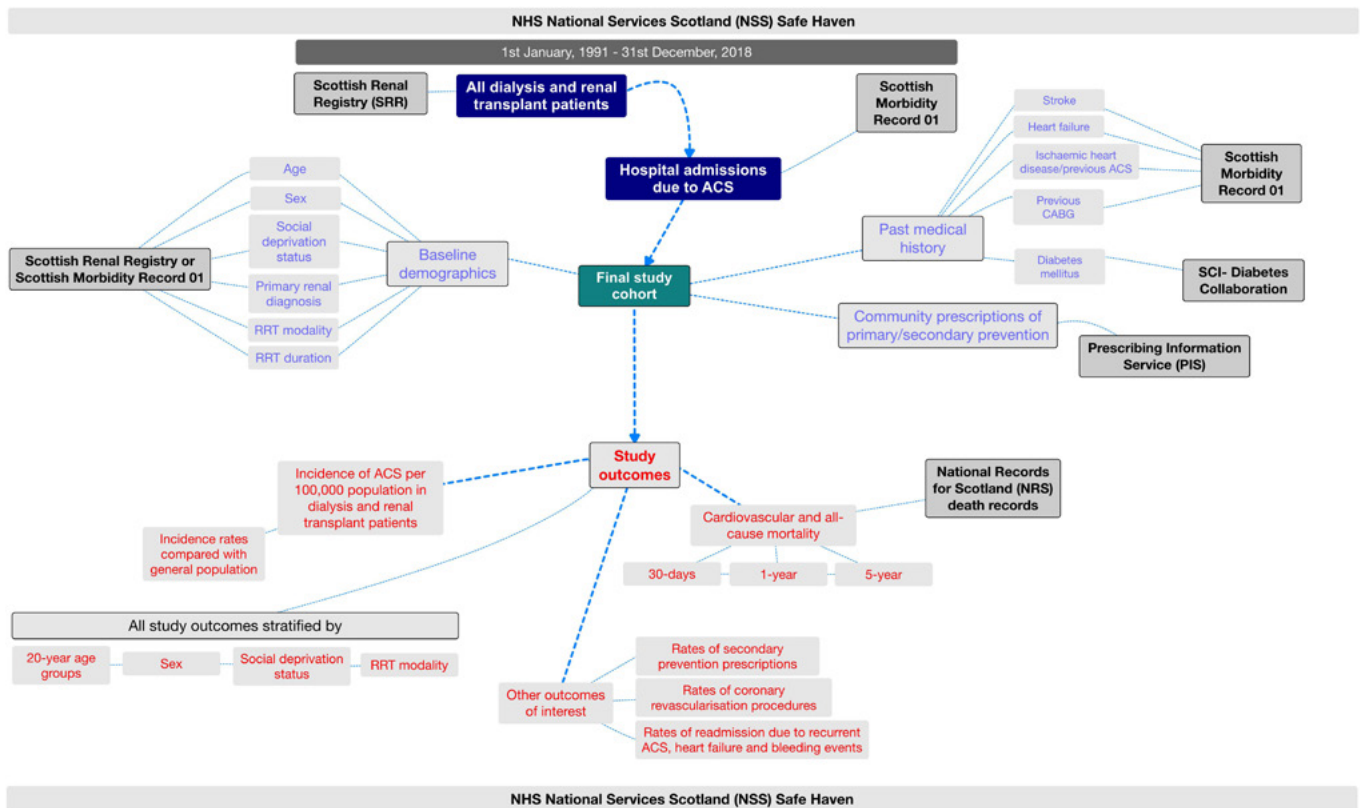 NHS National Services Scotland (NSS) Safe Haven
1st January, 1991 - 31st December, 2018
Scottish Renal
Registry (SRR)
All dialysis and renal
transplant patients
Scottish
Morbidity
Record 01
Hospital admissions
due to ACS
Stroke
Heart failure
Ischaemic heart
disease/previous ACS
Previous
CABG
Scottish
Morbidity
Record 01
Age
Sex
Social
deprivation
status
Primary renal
diagnosis
RRT modality
RRT duration
Scottish Renal Registry or
Scottish Morbidity Record 01
Baseline
demographics
Final study
cohort
Past medical
history
Diabetes
mellitus
SCI- Diabetes
Collaboration
Community prescriptions of
primary/secondary prevention
Prescribing Information
Service (PIS)
Study
outcomes
Incidence of ACS per
100,000 population in
dialysis and renal
transplant patients
Incidence rates
compared with
general population
National Records
for Scotland (NRS)
death records
Cardiovascular and all-
cause mortality
30-days
1-year
5-year
All study outcomes stratified by
20-year age
groups
Sex
Social deprivation
status
RRT modality
Other outcomes
of interest
Rates of secondary
prevention prescriptions
Rates of coronary
revascularisation procedures
Rates of readmission due to recurrent
ACS, heart failure and bleeding events
NHS National Services Scotland (NSS) Safe Haven